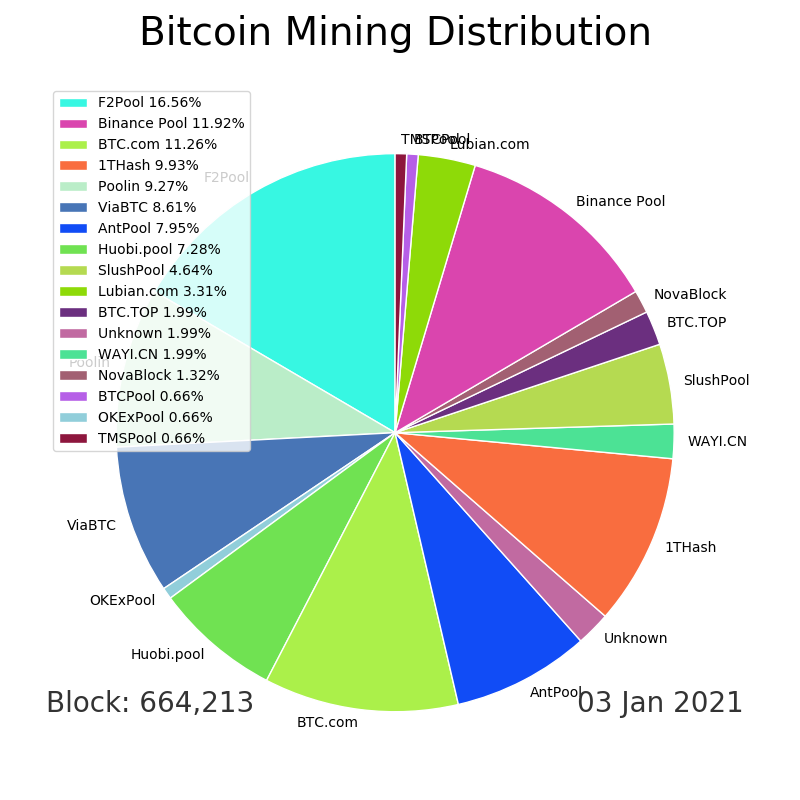 Bitcoin Mining Distribution
F2Pool 16.56%
Binance Pool 11.92%
BTC.com 11.26%
1THash 9.93%
Poolin 9.27%
ViaBTC 8.61%
AntPool 7.95%
Huobi.pool 7.28%
SlushPool 4.64%
Lubian.com 3.31%
BTC.TOP 1.99%
Unknown 1.99%
WAYI.CN 1.99%
NovaBlock 1.32%
BTCPool 0.66%
OKExPool 0.66%
TMSPool 0.66%
TMSPool
BTCPool
Lubian.com
F2Pool
Binance Pool
NovaBlock
BTC.TOP
Poolin
SlushPool
WAYI.CN
ViaBTC
1THash
OKExPool
Unknown
Huobi.pool
AntPool
BTC.com
Block: 664,213
03 Jan 2021